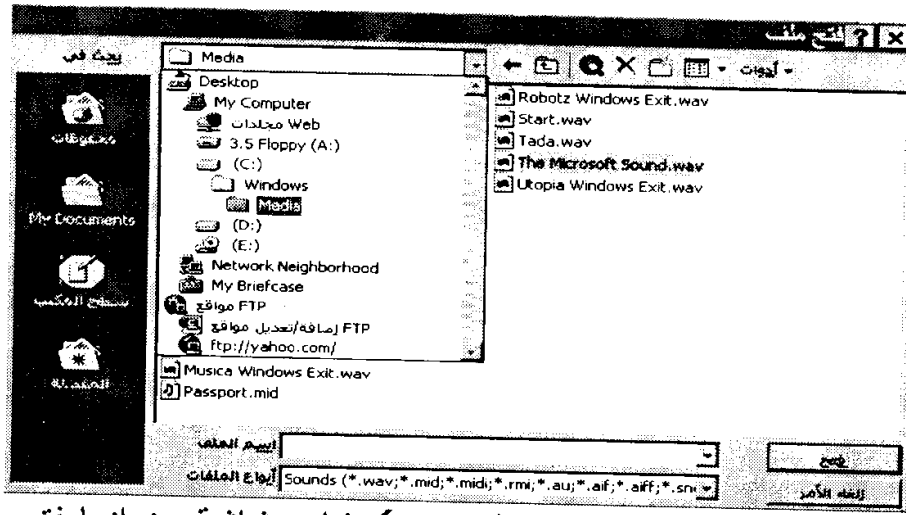 فتح ملف
بحث في
Media
أدوات
Desktop
My Computer
مجلدات Web
3.5 Floppy (A:)
(C:)
Windows
Media
(D:)
(E:)
Network Neighborhood
My Briefcase
مواقع FTP
إضافة/تعديل مواقع FTP
ftp://yahoo.com/
Robotz Windows Exit.wav
Start.wav
Tada.wav
The Microsoft Sound.wav
Utopia Windows Exit.wav
Musica Windows Exit.wav
Passport.mid
محفوظات
My Documents
سطح المكتب
المفضلة
اسم الملف
أنواع الملفات
Sounds (*.wav;*.mid;*.midi;*.rmi;*.au;*.aif;*.aiff;*.sn
فتح
إلغاء الأمر